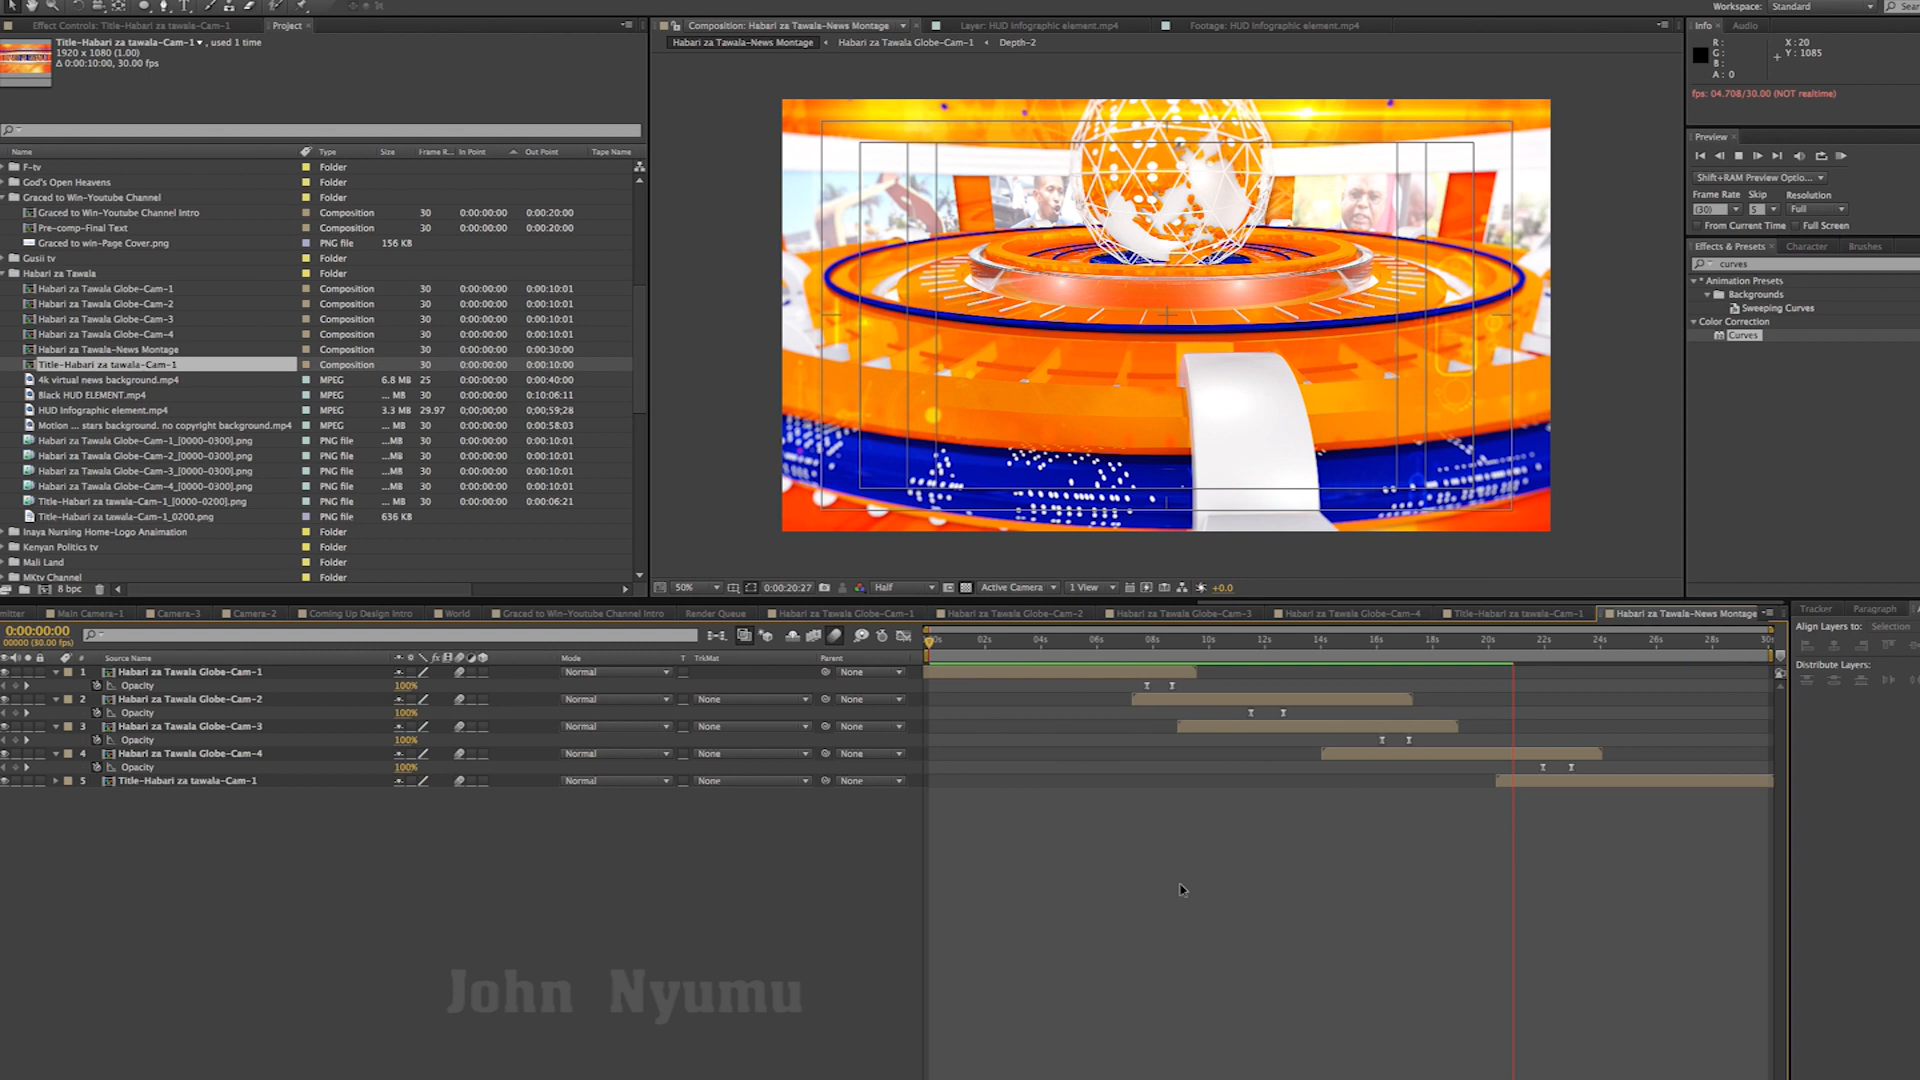 Workspace: Standard
Effect Controls: Title-Habari za tawala-Cam-1
Project
Title-Habari za tawala-Cam-1 , used 1 time
1920 x 1080 (1.00)
Δ 0:00:10:00, 30.00 fps
Name Type Size Frame R... In Point Out Point Tape Name
F-tv Folder
God's Open Heavens Folder
Graced to Win-Youtube Channel Folder
Graced to Win-Youtube Channel Intro Composition 30 0:00:00:00 0:00:20:00
Pre-comp-Final Text Composition 30 0:00:00:00 0:00:20:00
Graced to win-Page Cover.png PNG file 156 KB
Gusii tv Folder
Habari za Tawala Folder
Habari za Tawala Globe-Cam-1 Composition 30 0:00:00:00 0:00:10:01
Habari za Tawala Globe-Cam-2 Composition 30 0:00:00:00 0:00:10:01
Habari za Tawala Globe-Cam-3 Composition 30 0:00:00:00 0:00:10:01
Habari za Tawala Globe-Cam-4 Composition 30 0:00:00:00 0:00:10:01
Habari za Tawala-News Montage Composition 30 0:00:00:00 0:00:30:00
Title-Habari za tawala-Cam-1 Composition 30 0:00:00:00 0:00:10:00
4k virtual news background.mp4 MPEG 6.8 MB 25 0:00:00:00 0:00:40:00
Black HUD ELEMENT.mp4 MPEG ... MB 30 0:00:00:00 0:10:06:11
HUD Infographic element.mp4 MPEG 3.3 MB 29.97 0;00;00;00 0;00;59;28
Motion ... stars background. no copyright background.mp4 MPEG ... MB 30 0:00:00:00 0:00:58:03
Habari za Tawala Globe-Cam-1_[0000-0300].png PNG file ...MB 30 0:00:00:00 0:00:10:01
Habari za Tawala Globe-Cam-2_[0000-0300].png PNG file ...MB 30 0:00:00:00 0:00:10:01
Habari za Tawala Globe-Cam-3_[0000-0300].png PNG file ...MB 30 0:00:00:00 0:00:10:01
Habari za Tawala Globe-Cam-4_[0000-0300].png PNG file ...MB 30 0:00:00:00 0:00:10:01
Title-Habari za tawala-Cam-1_[0000-0200].png PNG file ... MB 30 0:00:00:00 0:00:06:21
Title-Habari za tawala-Cam-1_0200.png PNG file 636 KB
Inaya Nursing Home-Logo Anaimation Folder
Kenyan Politics tv Folder
Mali Land Folder
MKtv Channel Folder
8 bpc
Composition: Habari za Tawala-News Montage
Layer: HUD Infographic element.mp4
Footage: HUD Infographic element.mp4
Habari za Tawala-News Montage Habari za Tawala Globe-Cam-1 Depth-2
50% 0:00:20:27 Half Active Camera 1 View +0.0
Info Audio
R: X: 20
G: Y: 1085
B:
A: 0
fps: 04.708/30.00 (NOT realtime)
Preview
Shift+RAM Preview Optio...
Frame Rate Skip Resolution
(30) 5 Full
From Current Time Full Screen
Effects & Presets Character Brushes
curves
* Animation Presets
Backgrounds
Sweeping Curves
Color Correction
Curves
Main Camera-1 Camera-3 Camera-2 Coming Up Design Intro World Graced to Win-Youtube Channel Intro Render Queue Habari za Tawala Globe-Cam-1 Habari za Tawala Globe-Cam-2 Habari za Tawala Globe-Cam-3 Habari za Tawala Globe-Cam-4 Title-Habari za tawala-Cam-1 Habari za Tawala-News Montage
Tracker Paragraph
0:00:00:00
00000 (30.00 fps)
02s 04s 06s 08s 10s 12s 14s 16s 18s 20s 22s 24s 26s 28s 30s
Align Layers to: Selection
Distribute Layers:
# Source Name Mode T TrkMat Parent
1 Habari za Tawala Globe-Cam-1 Normal None
Opacity 100%
2 Habari za Tawala Globe-Cam-2 Normal None None
Opacity 100%
3 Habari za Tawala Globe-Cam-3 Normal None None
Opacity 100%
4 Habari za Tawala Globe-Cam-4 Normal None None
Opacity 100%
5 Title-Habari za tawala-Cam-1 Normal None None
John Nyumu